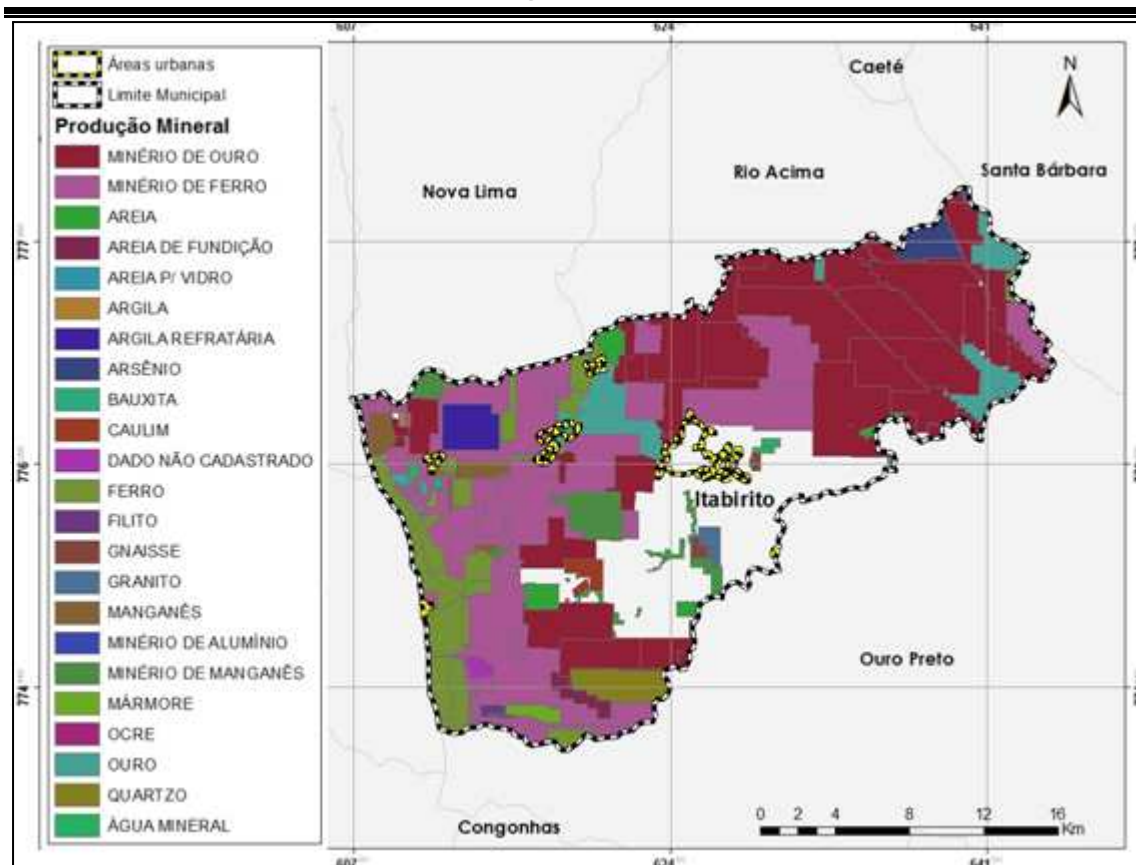 607 624 641
Áreas urbanas
Limite Municipal
Produção Mineral
MINÉRIO DE OURO
MINÉRIO DE FERRO
AREIA
AREIA DE FUNDIÇÃO
AREIA P/ VIDRO
ARGILA
ARGILA REFRATÁRIA
ARSÊNIO
BAUXITA
CAULIM
DADO NÃO CADASTRADO
FERRO
FILITO
GNAISSE
GRANITO
MANGANÊS
MINÉRIO DE ALUMÍNIO
MINÉRIO DE MANGANÊS
MÁRMORE
OCRE
OURO
QUARTZO
ÁGUA MINERAL
N
Caeté
Rio Acima
Santa Bárbara
Nova Lima
777
776
Itabirito
Ouro Preto
774
Congonhas
0 2 4 8 12 16
Km
607 624 641